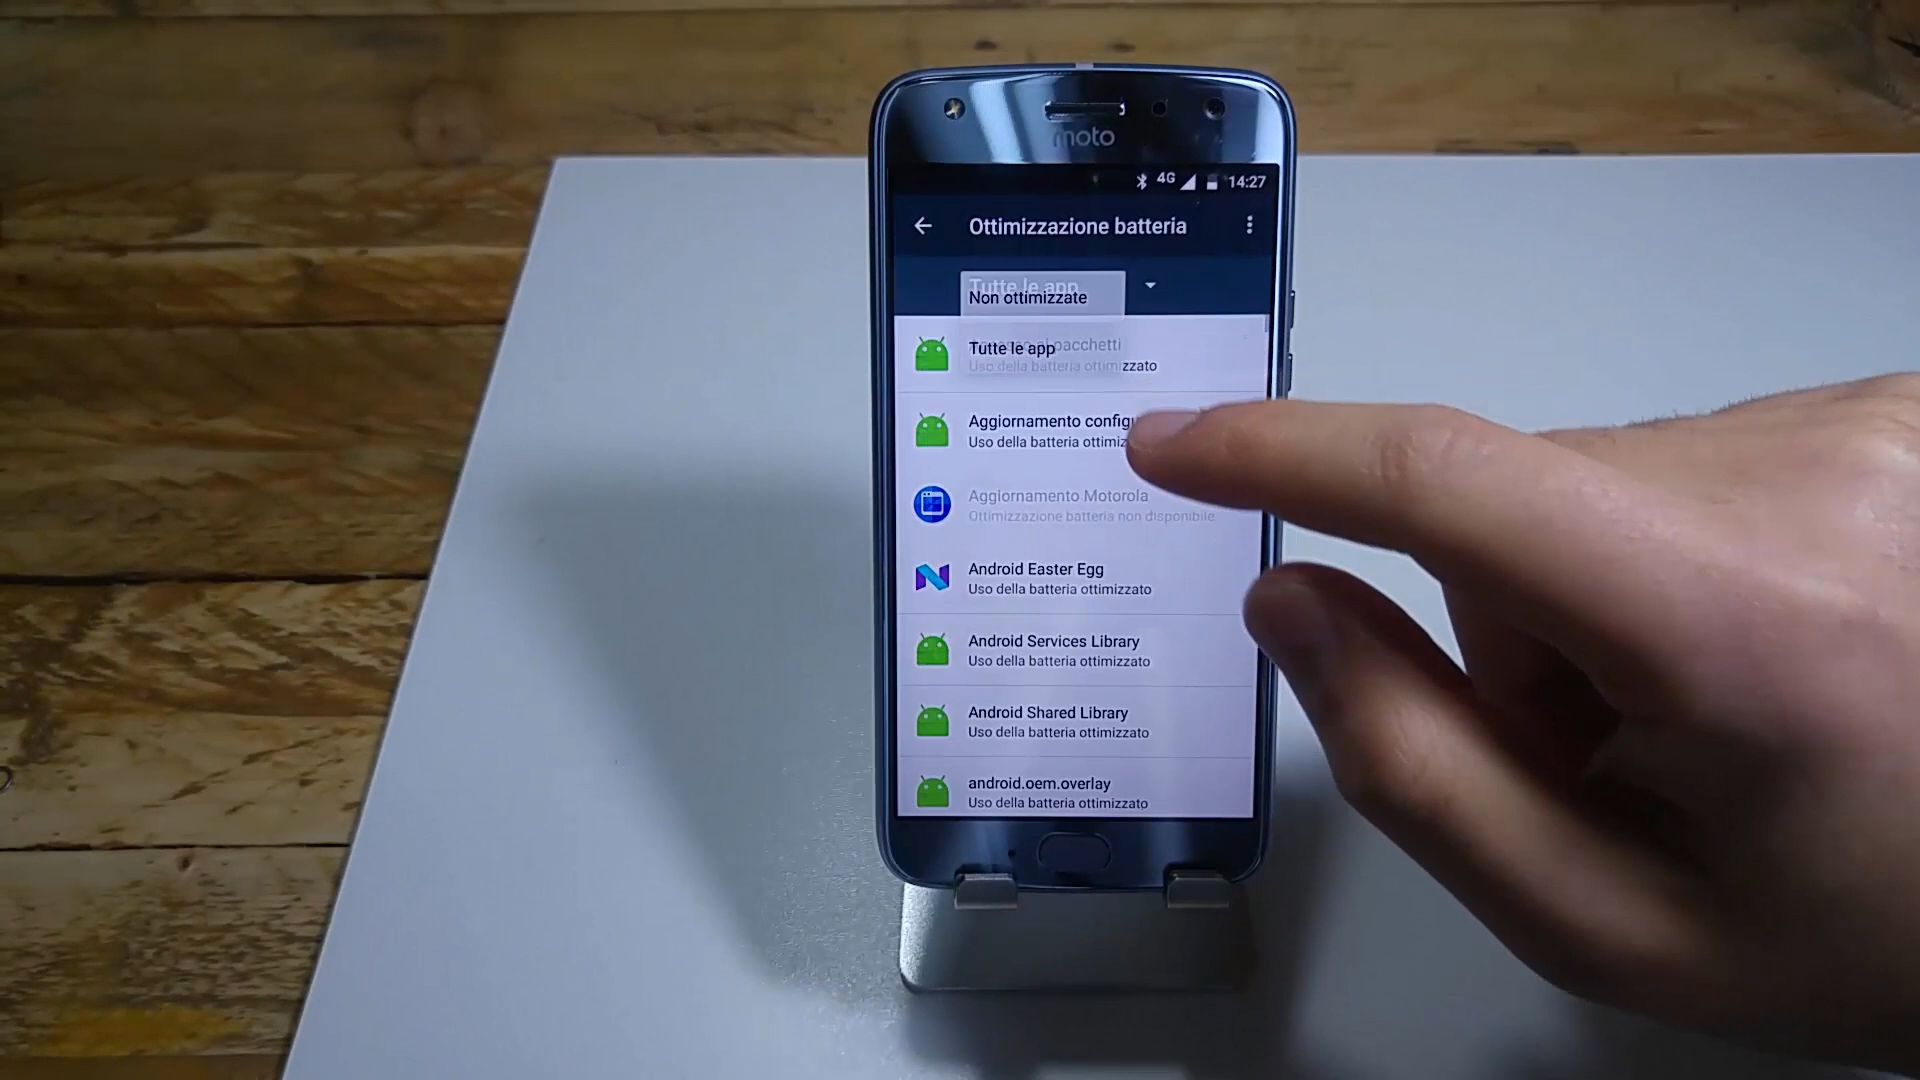 moto
4G 14:27
Ottimizzazione batteria
Tutte le app
Non ottimizzate
Tutte le app
pacchetti
Uso della batteria ottimizzato
Aggiornamento configu
Uso della batteria ottimiz
Aggiornamento Motorola
Ottimizzazione batteria non disponibile
Android Easter Egg
Uso della batteria ottimizzato
Android Services Library
Uso della batteria ottimizzato
Android Shared Library
Uso della batteria ottimizzato
android.oem.overlay
Uso della batteria ottimizzato